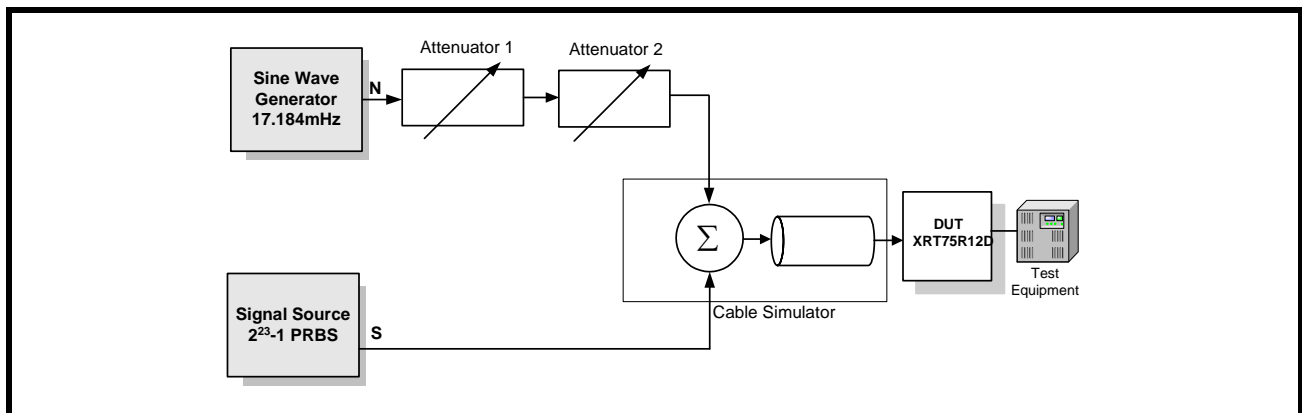 Attenuator 1
Attenuator 2
Sine Wave
Generator
17.184mHz
N
Σ
DUT
XRT75R12D
Test
Equipment
Cable Simulator
Signal Source
2²³-1 PRBS
S